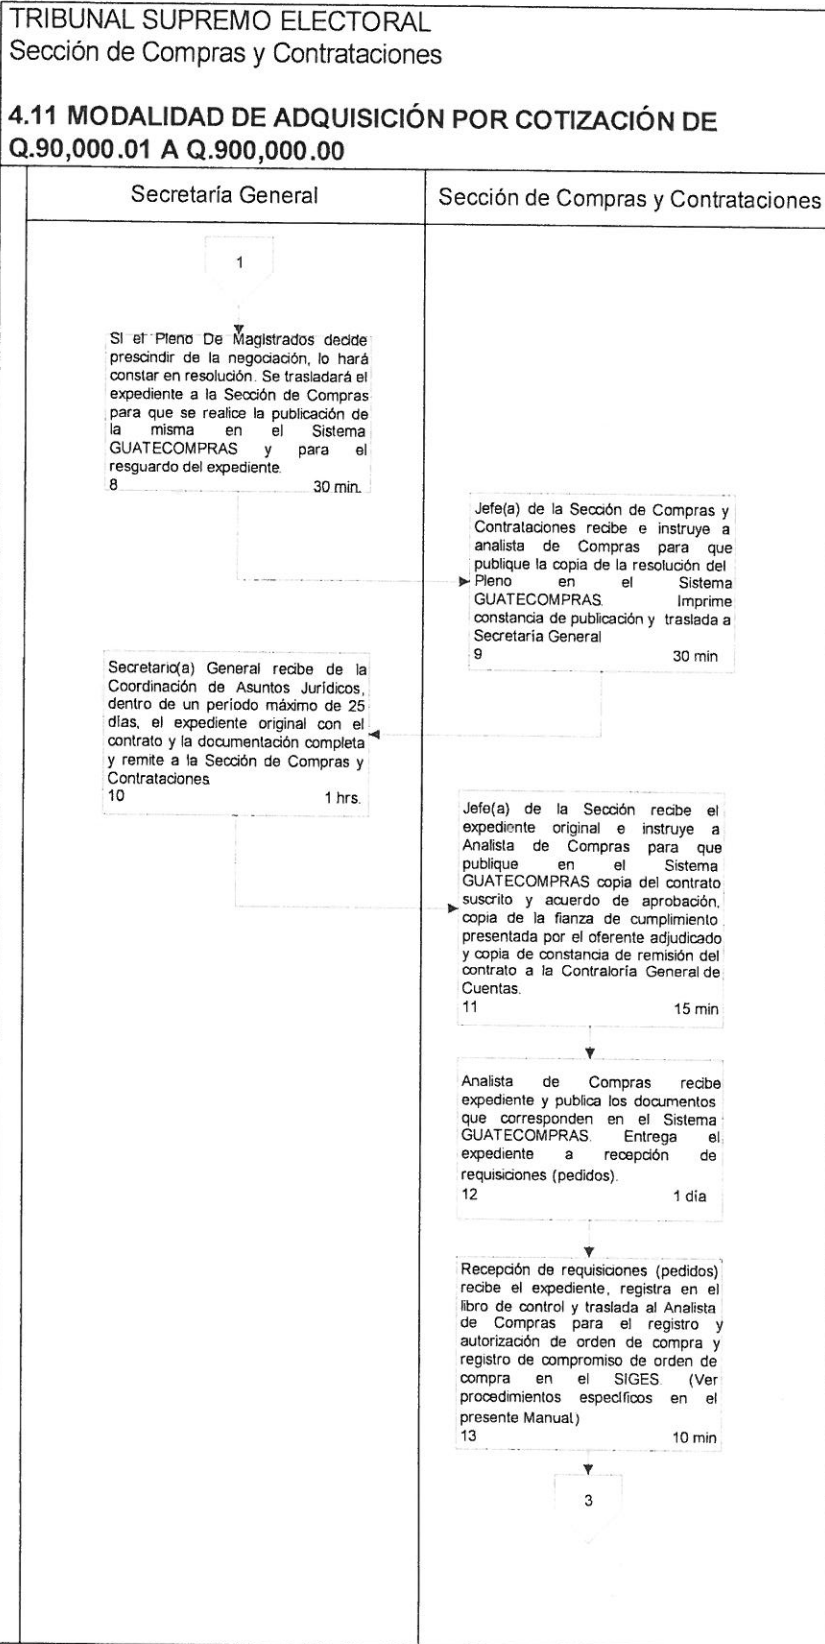 TRIBUNAL SUPREMO ELECTORAL
Sección de Compras y Contrataciones
4.11 MODALIDAD DE ADQUISICIÓN POR COTIZACIÓN DE
Q.90,000.01 A Q.900,000.00
Secretaría General
Sección de Compras y Contrataciones
1
Si el Pleno De Magistrados decide
prescindir de la negociación, lo hará
constar en resolución. Se trasladará el
expediente a la Sección de Compras
para que se realice la publicación de
la misma en el Sistema
GUATECOMPRAS y para el
resguardo del expediente.
8 30 min.
Jefe(a) de la Sección de Compras y
Contrataciones recibe e instruye a
analista de Compras para que
publique la copia de la resolución del
Pleno en el Sistema
GUATECOMPRAS. Imprime
constancia de publicación y traslada a
Secretaría General
9 30 min
Secretario(a) General recibe de la
Coordinación de Asuntos Jurídicos,
dentro de un período máximo de 25
días, el expediente original con el
contrato y la documentación completa
y remite a la Sección de Compras y
Contrataciones
10 1 hrs.
Jefe(a) de la Sección recibe el
expediente original e instruye a
Analista de Compras para que
publique en el Sistema
GUATECOMPRAS copia del contrato
suscrito y acuerdo de aprobación,
copia de la fianza de cumplimiento
presentada por el oferente adjudicado
y copia de constancia de remisión del
contrato a la Contraloría General de
Cuentas.
11 15 min
Analista de Compras recibe
expediente y publica los documentos
que corresponden en el Sistema
GUATECOMPRAS. Entrega el
expediente a recepción de
requisiciones (pedidos).
12 1 día
Recepción de requisiciones (pedidos)
recibe el expediente, registra en el
libro de control y traslada al Analista
de Compras para el registro y
autorización de orden de compra y
registro de compromiso de orden de
compra en el SIGES. (Ver
procedimientos específicos en el
presente Manual)
13 10 min
3